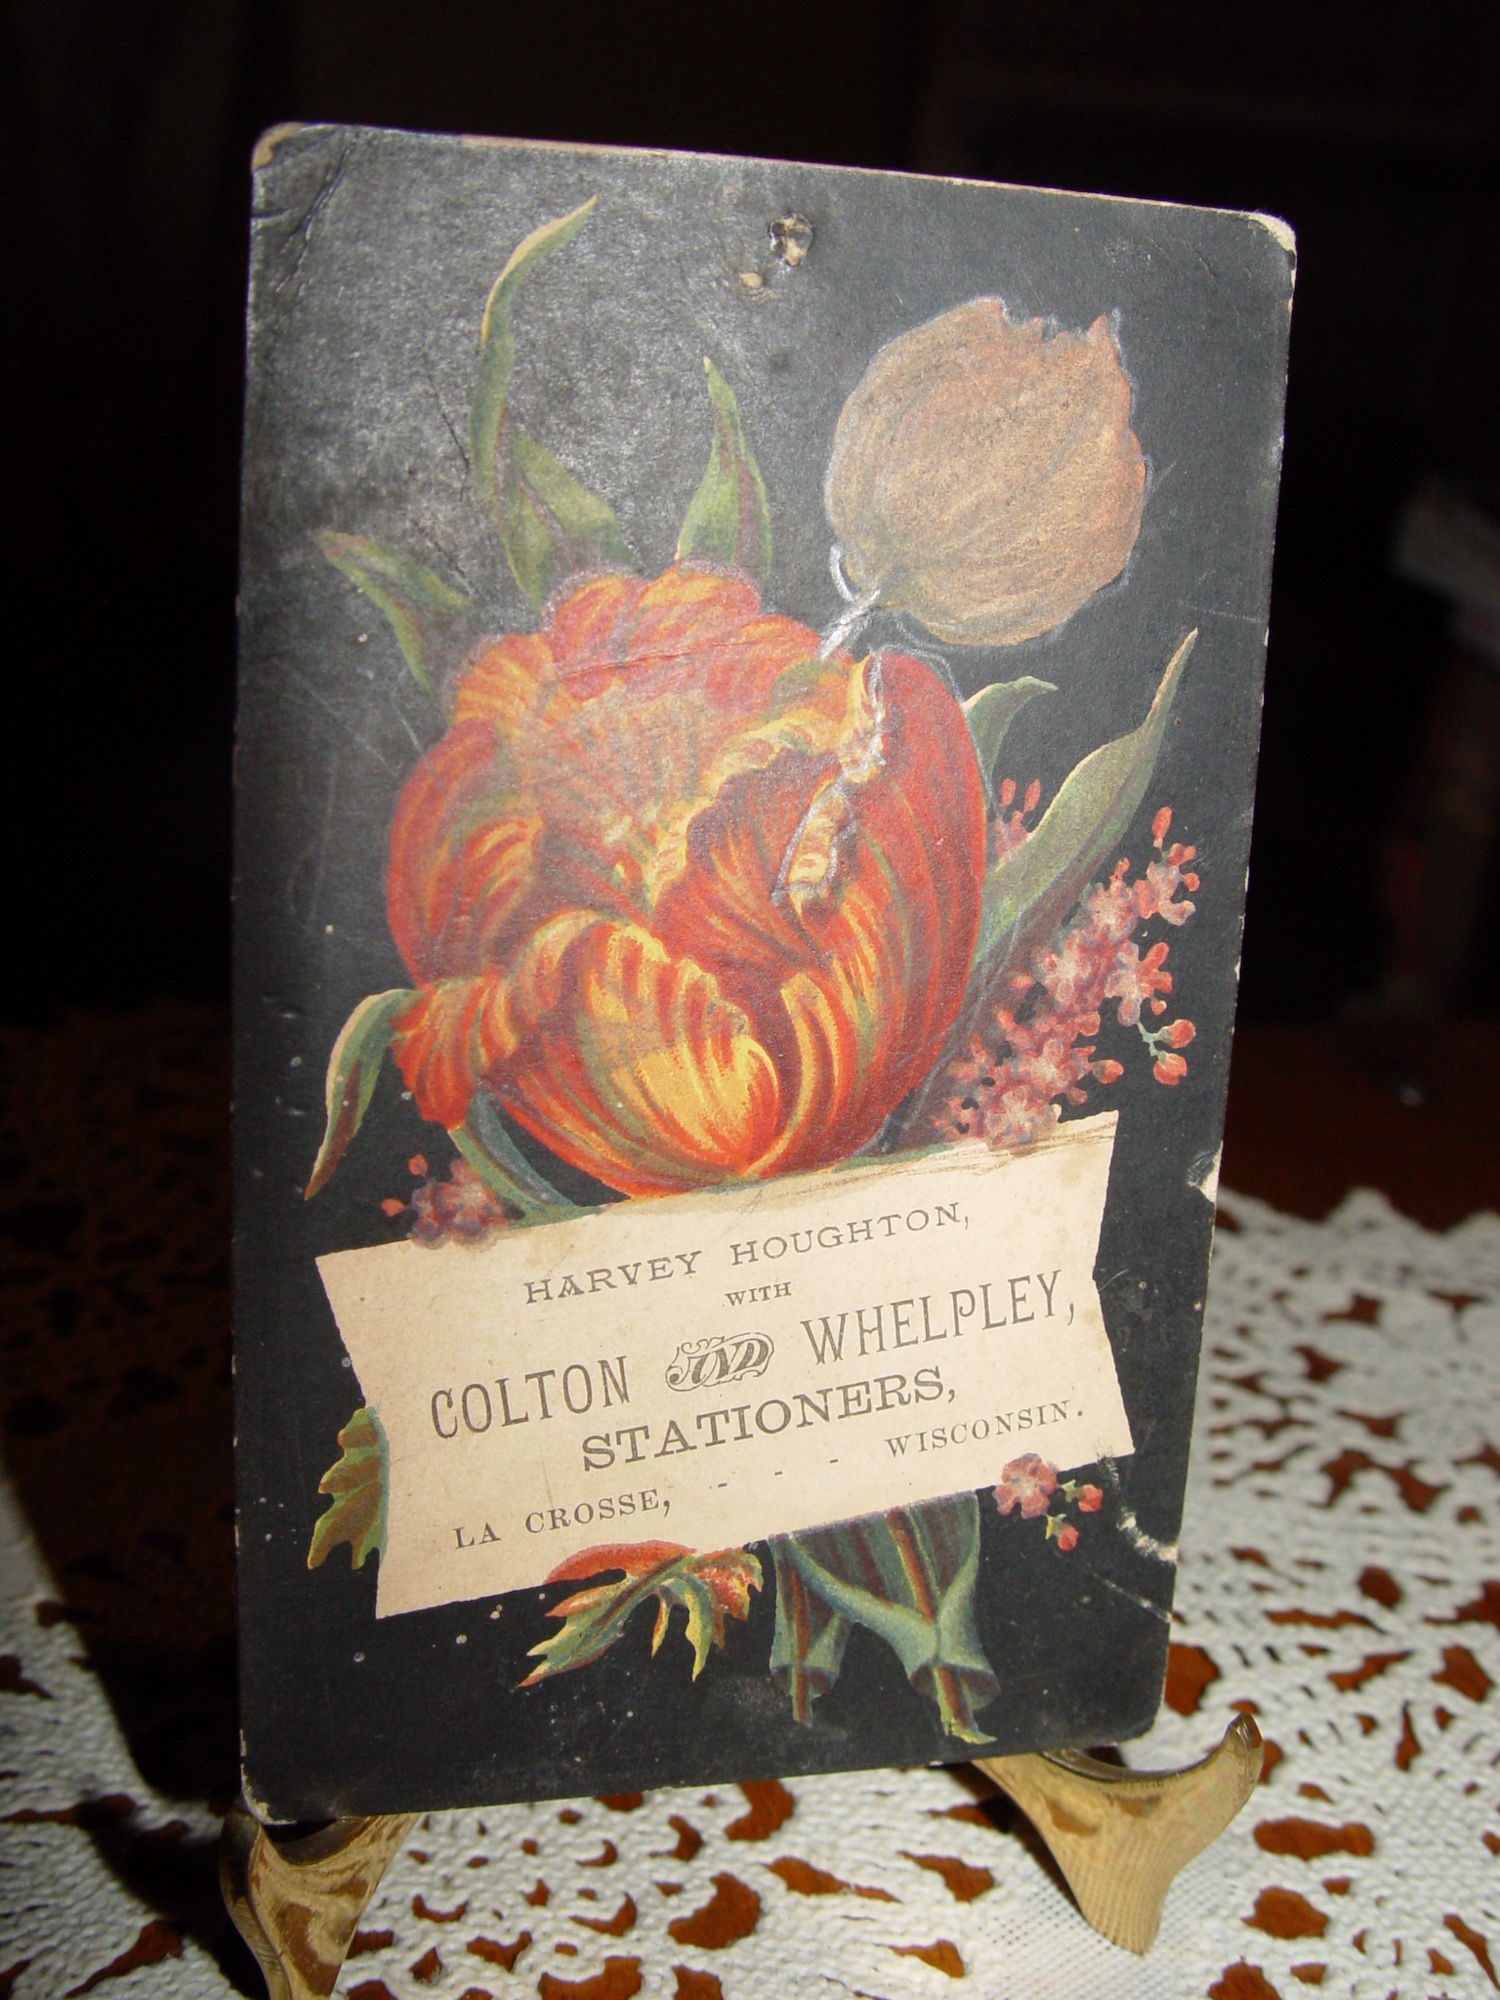 HARVEY HOUGHTON,
WITH
COLTON AND WHELPLEY,
STATIONERS,
LA CROSSE, - - - WISCONSIN.